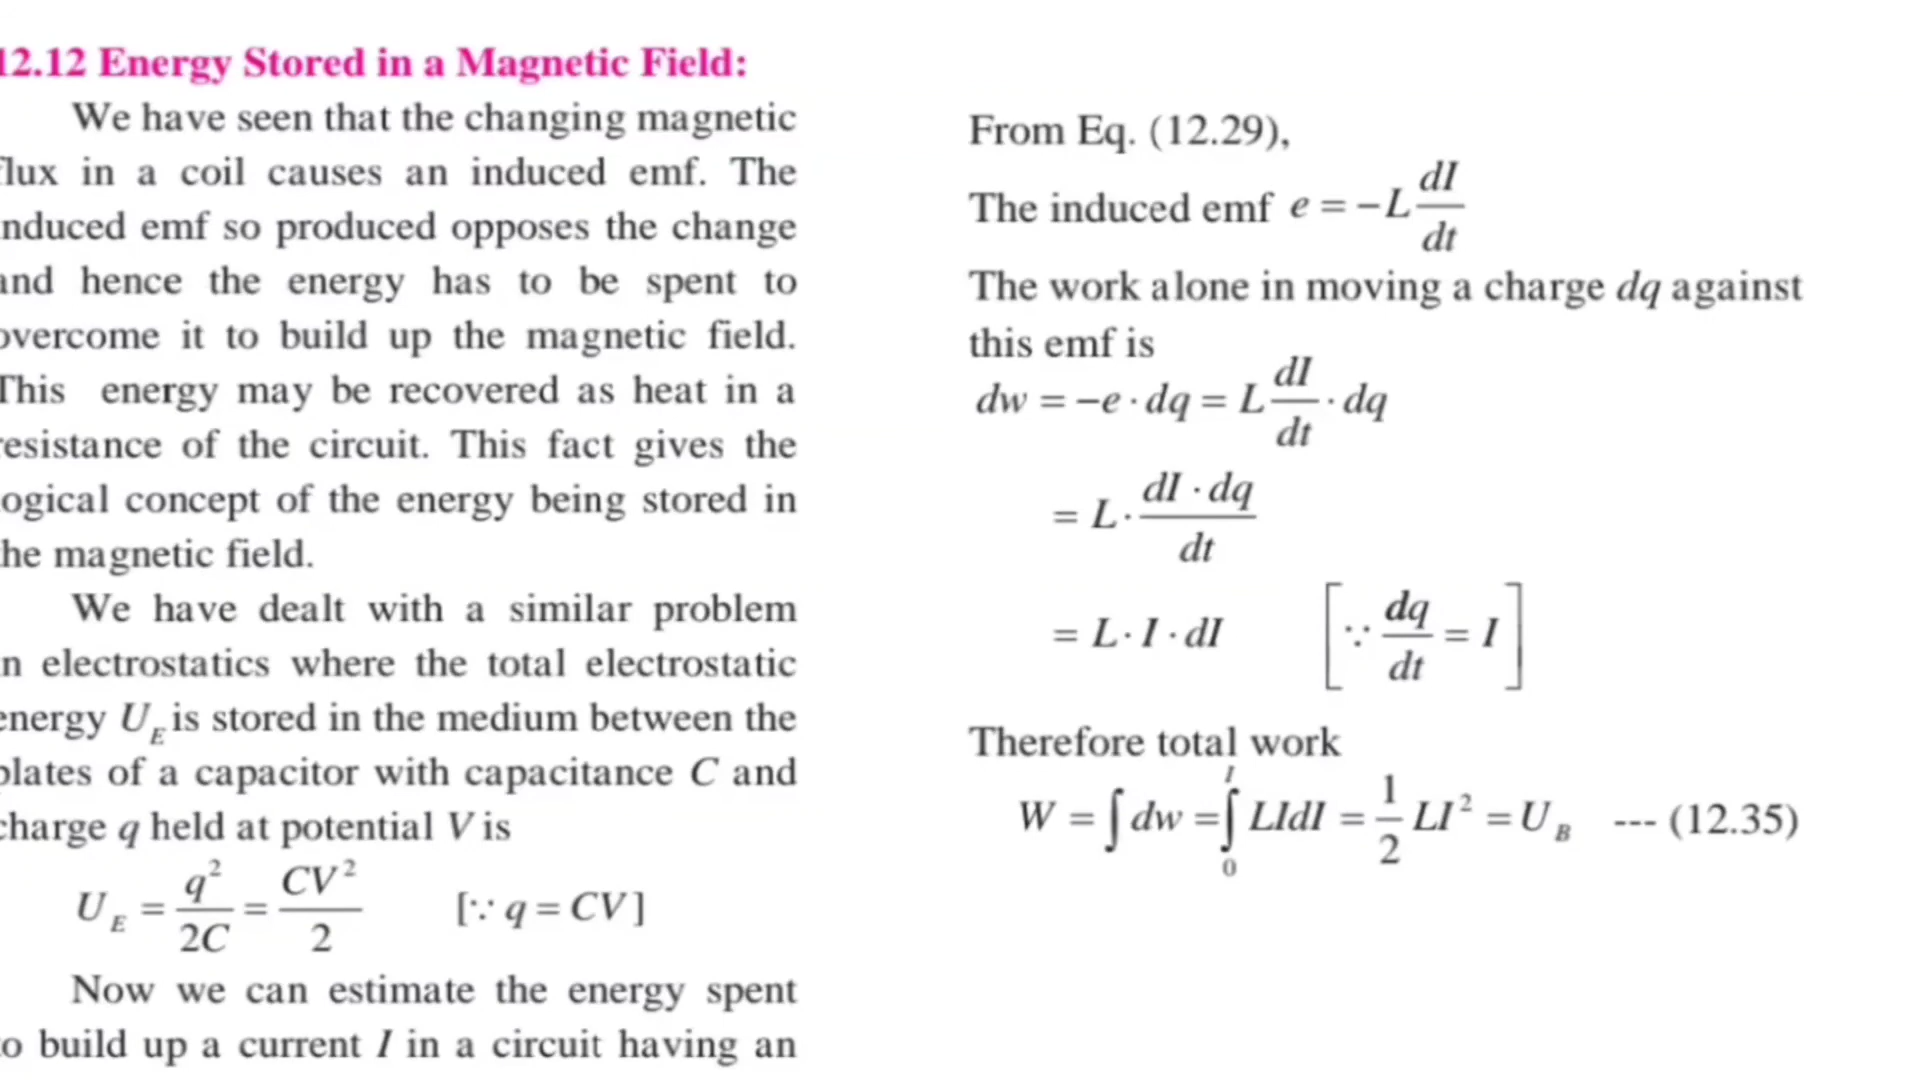 12.12 Energy Stored in a Magnetic Field:
We have seen that the changing magnetic
flux in a coil causes an induced emf. The
nduced emf so produced opposes the change
and hence the energy has to be spent to
overcome it to build up the magnetic field.
This energy may be recovered as heat in a
resistance of the circuit. This fact gives the
ogical concept of the energy being stored in
he magnetic field.
We have dealt with a similar problem
n electrostatics where the total electrostatic
energy U_E is stored in the medium between the
plates of a capacitor with capacitance C and
charge q held at potential V is
U_E = q²/2C = CV²/2 [∵ q = CV]
Now we can estimate the energy spent
to build up a current I in a circuit having an
From Eq. (12.29),
The induced emf e = −L dI/dt
The work alone in moving a charge dq against
this emf is
dw = −e · dq = L dI/dt · dq
= L · dI · dq/dt
= L · I · dI [∵ dq/dt = I]
Therefore total work
W = ∫ dw = ∫₀ᴵ LIdI = 1/2 LI² = U_B --- (12.35)